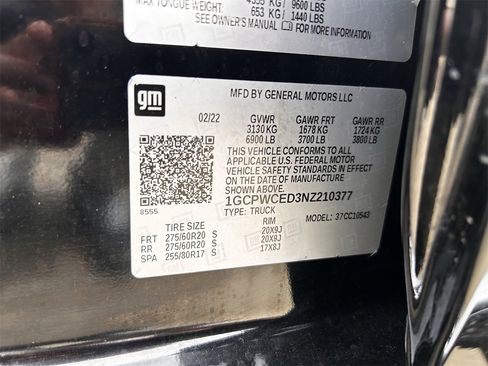 MAX TONGUE WEIGHT: 4355 KG / 9600 LBS
653 KG / 1440 LBS
SEE OWNER'S MANUAL FOR MORE INFORMATION
gm
MFD BY GENERAL MOTORS LLC
02/22 GVWR GAWR FRT GAWR RR
3130 KG 1678 KG 1724 KG
6900 LB 3700 LB 3800 LB
THIS VEHICLE CONFORMS TO ALL
APPLICABLE U.S. FEDERAL MOTOR
VEHICLE SAFETY STANDARDS IN EFFECT
ON THE DATE OF MANUFACTURE SHOWN ABOVE.
1GCPWCED3NZ210377
8555
TYPE: TRUCK MODEL: 37CC10543
TIRE SIZE RIM
FRT 275/60R20 S 20X9J
RR 275/60R20 S 20X9J
SPA 255/80R17 S 17X8J